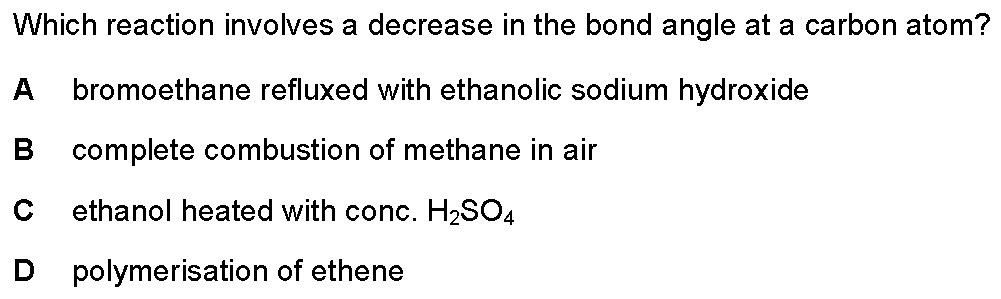 Which reaction involves a decrease in the bond angle at a carbon atom?
A bromoethane refluxed with ethanolic sodium hydroxide
B complete combustion of methane in air
C ethanol heated with conc. H₂SO₄
D polymerisation of ethene